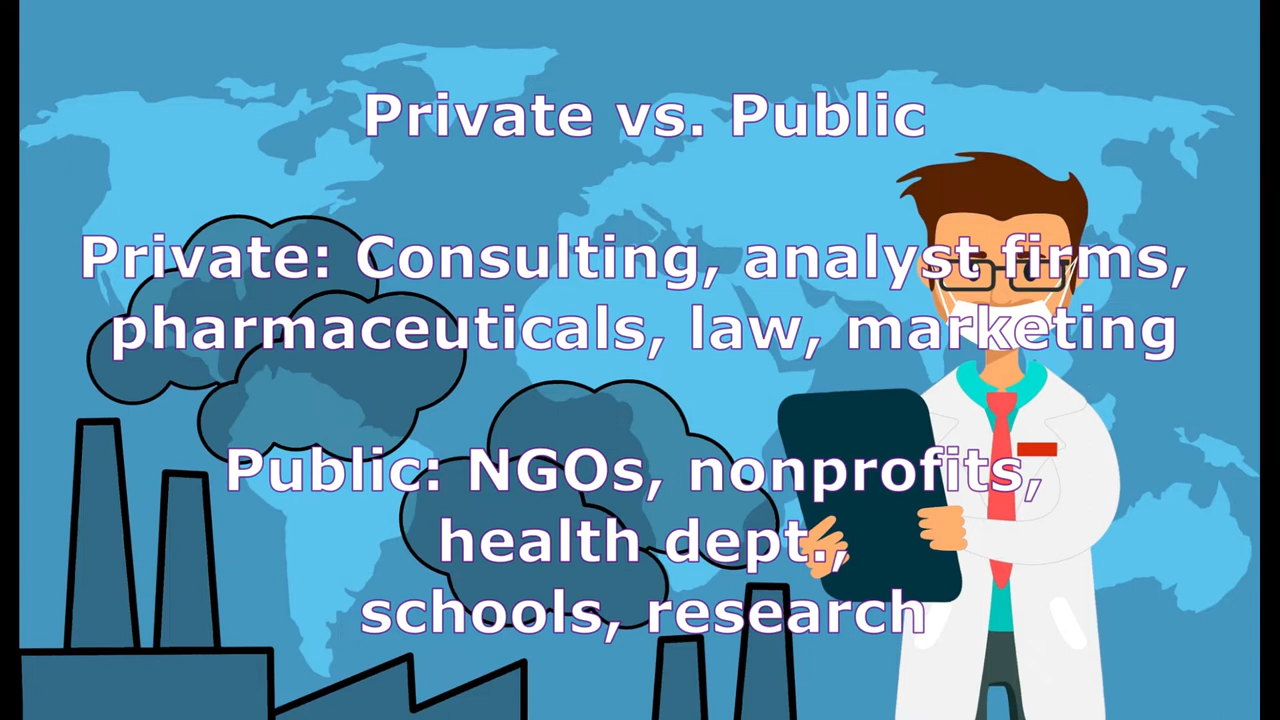 Private vs. Public
Private: Consulting, analyst firms,
pharmaceuticals, law, marketing
Public: NGOs, nonprofits,
health dept.,
schools, research